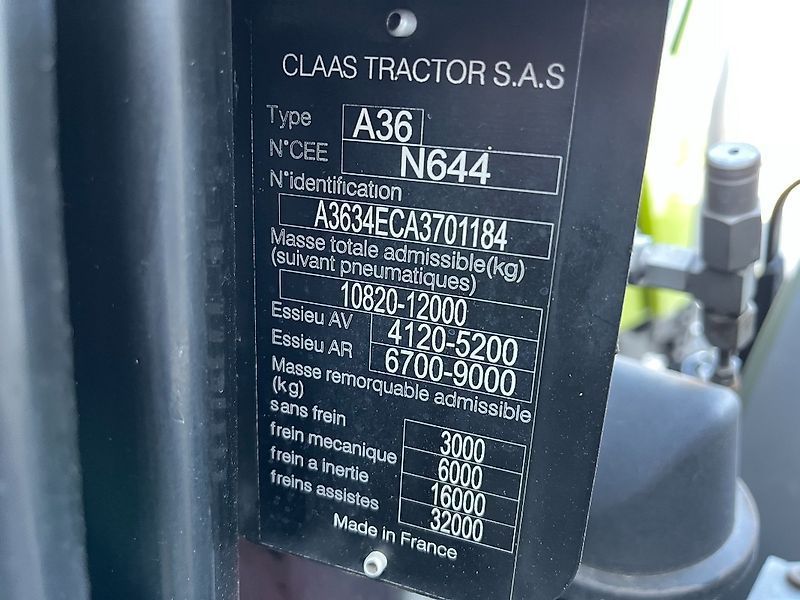 CLAAS TRACTOR S.A.S
Type A36
N°CEE N644
N°identification
A3634ECA3701184
Masse totale admissible(kg)
(suivant pneumatiques)
10820-12000
Essieu AV 4120-5200
Essieu AR 6700-9000
Masse remorquable admissible
(kg)
sans frein 3000
frein mecanique 6000
frein a inertie 16000
freins assistes 32000
Made in France